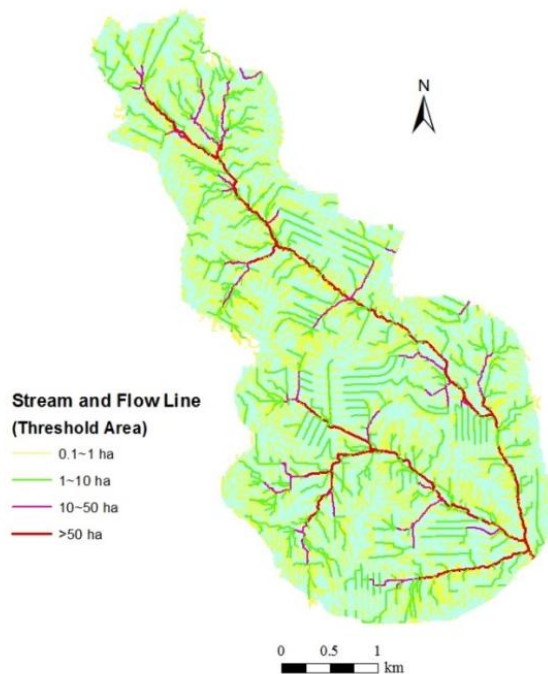 N
Stream and Flow Line
(Threshold Area)
0.1~1 ha
1~10 ha
10~50 ha
>50 ha
0 0.5 1
km